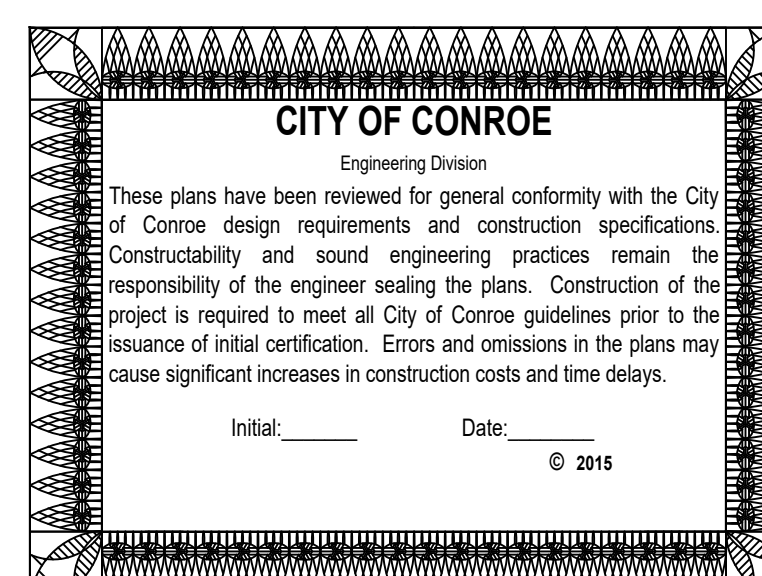 CITY OF CONROE
Engineering Division
These plans have been reviewed for general conformity with the City
of Conroe design requirements and construction specifications.
Constructability and sound engineering practices remain the
responsibility of the engineer sealing the plans.  Construction of the
project is required to meet all City of Conroe guidelines prior to the
issuance of initial certification.  Errors and omissions in the plans may
cause significant increases in construction costs and time delays.
Initial:_______ Date:________
© 2015